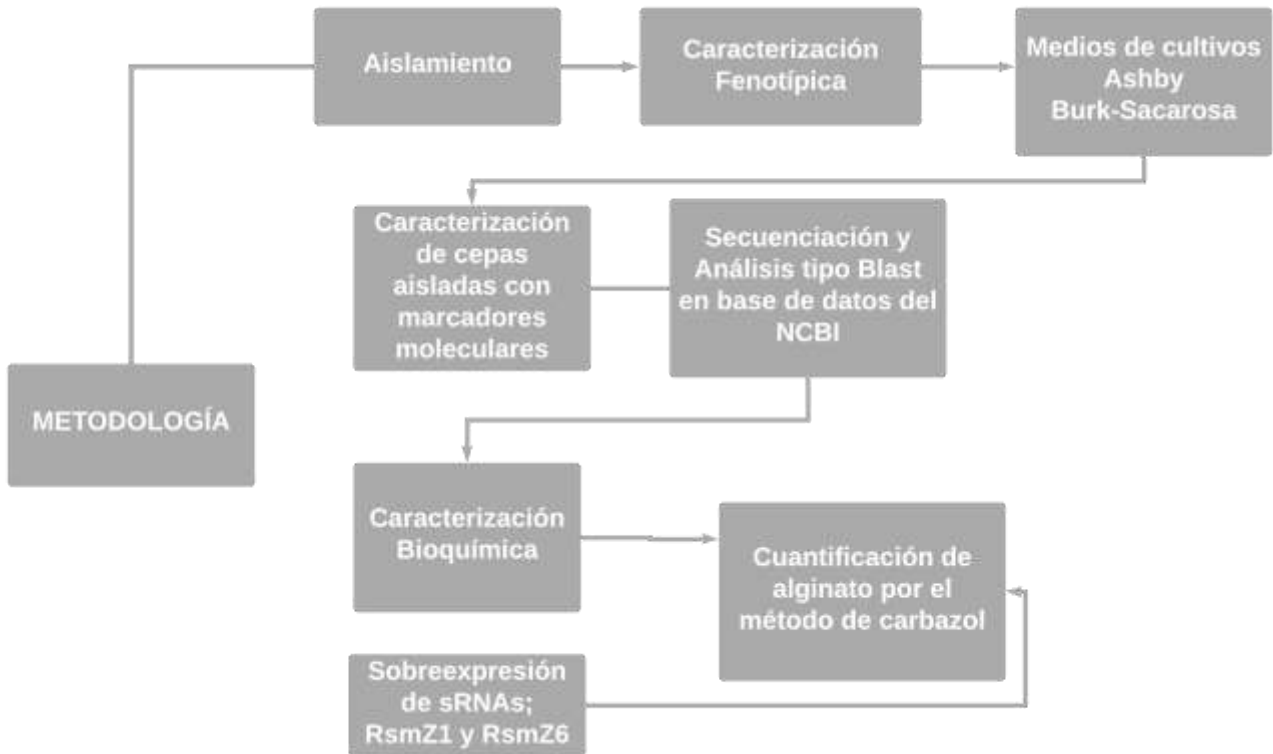 Aislamiento
Caracterización
Fenotípica
Medios de cultivos
Ashby
Burk-Sacarosa
Caracterización
de cepas
aisladas con
marcadores
moleculares
Secuenciación y
Análisis tipo Blast
en base de datos del
NCBI
METODOLOGÍA
Caracterización
Bioquímica
Cuantificación de
alginato por el
método de carbazol
Sobreexpresión
de sRNAs;
RsmZ1 y RsmZ6